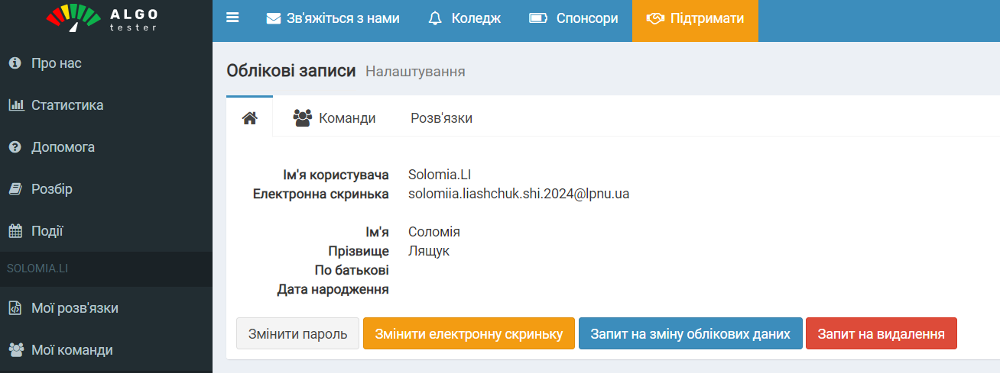 ALGO
tester
Зв'яжіться з нами
Коледж
Спонсори
Підтримати
Про нас
Статистика
Допомога
Розбір
Події
SOLOMIA.LI
Мої розв'язки
Мої команди
Облікові записи Налаштування
Команди
Розв'язки
Ім'я користувача Solomia.LI
Електронна скринька solomiia.liashchuk.shi.2024@lpnu.ua
Ім'я Соломія
Прізвище Лящук
По батькові
Дата народження
Змінити пароль
Змінити електронну скриньку
Запит на зміну облікових даних
Запит на видалення